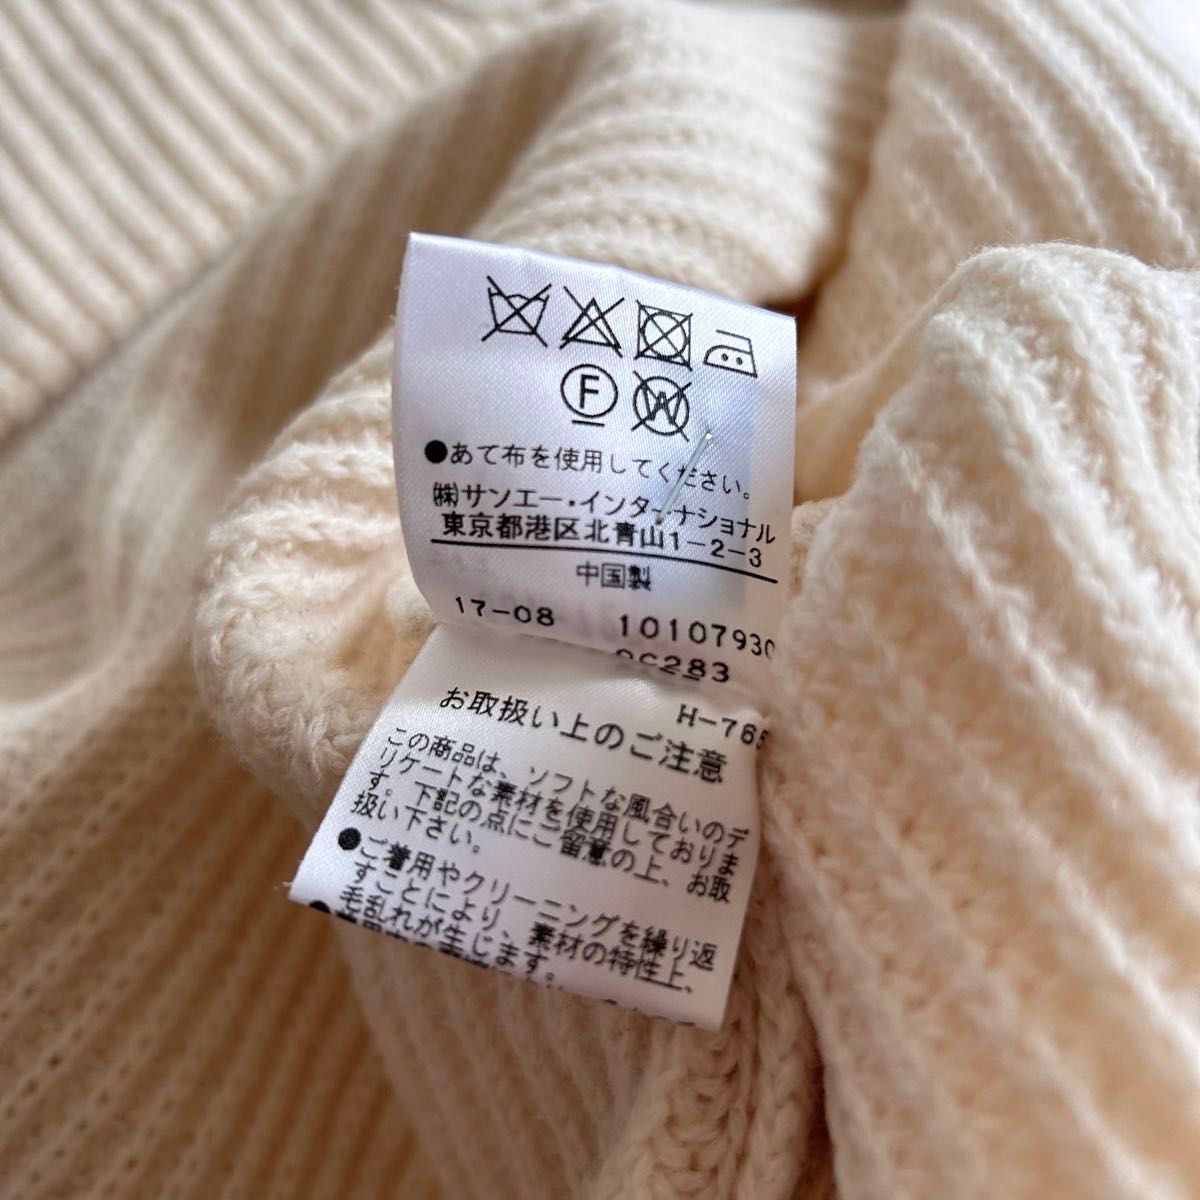 F
W
●あて布を使用してください。
㈱サンエー・インターナショナル
東京都港区北青山1-2-3
中国製
17-08 10107930
H-765
お取扱い上のご注意
この商品は、ソフトな風合いのデ
リケートな素材を使用しておりま
す。下記の点にご留意の上、お取
扱い下さい。
●ご着用やクリーニングを繰り返
すことにより、素材の特性上、
毛乱れが生じます。